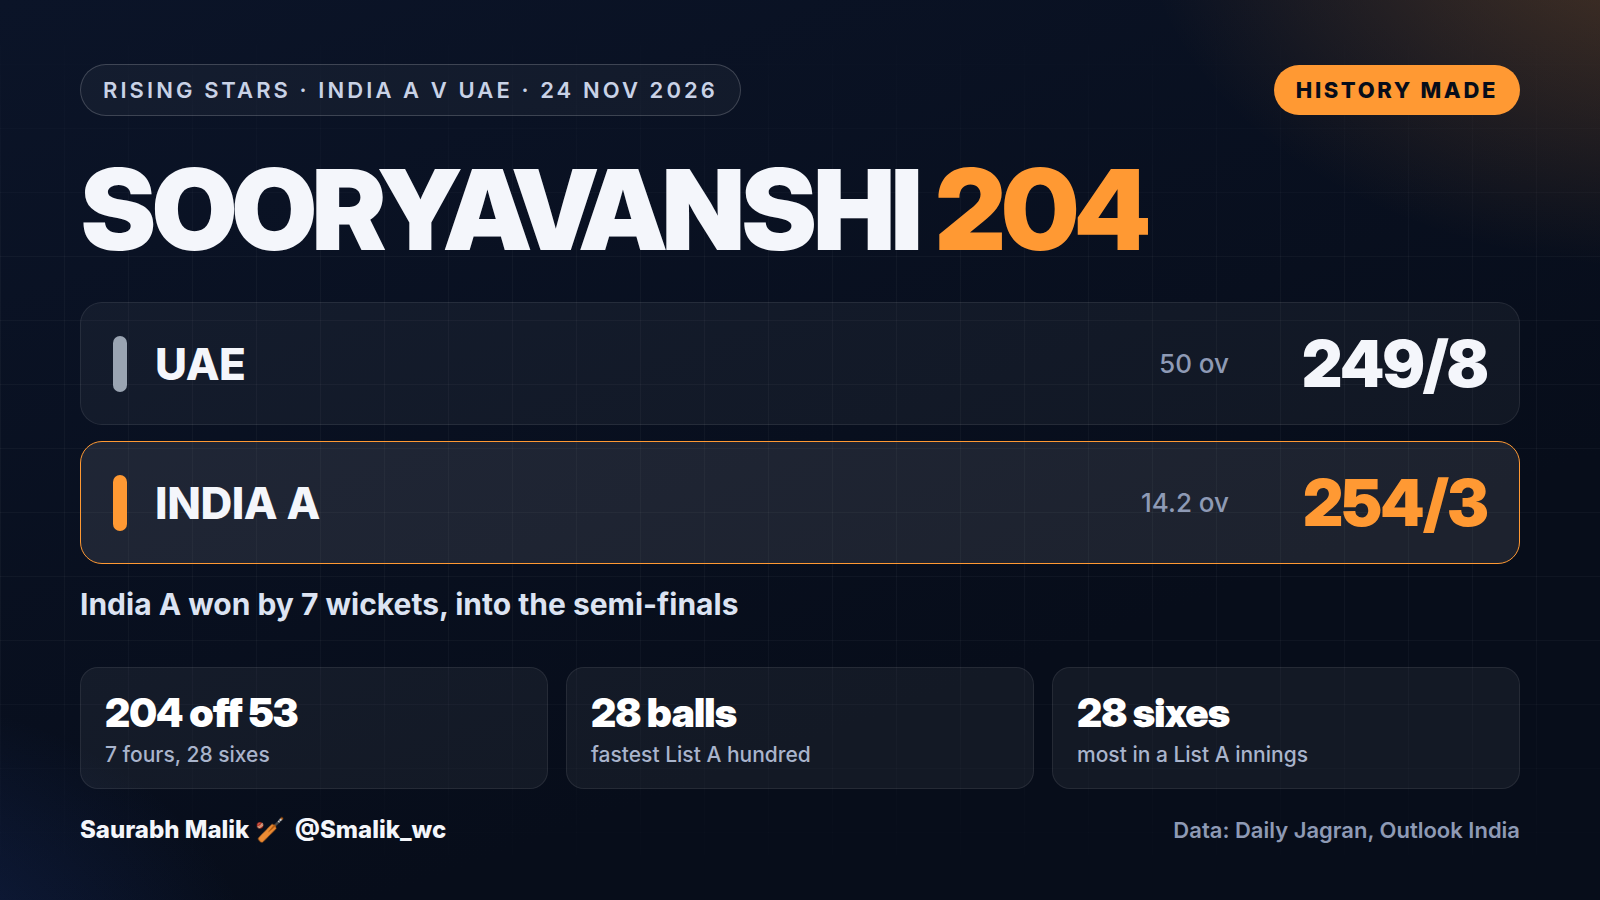 RISING STARS · INDIA A V UAE · 24 NOV 2026
HISTORY MADE
SOORYAVANSHI 204
UAE 50 ov 249/8
INDIA A 14.2 ov 254/3
India A won by 7 wickets, into the semi-finals
204 off 53
7 fours, 28 sixes
28 balls
fastest List A hundred
28 sixes
most in a List A innings
Saurabh Malik 🏏 @Smalik_wc
Data: Daily Jagran, Outlook India